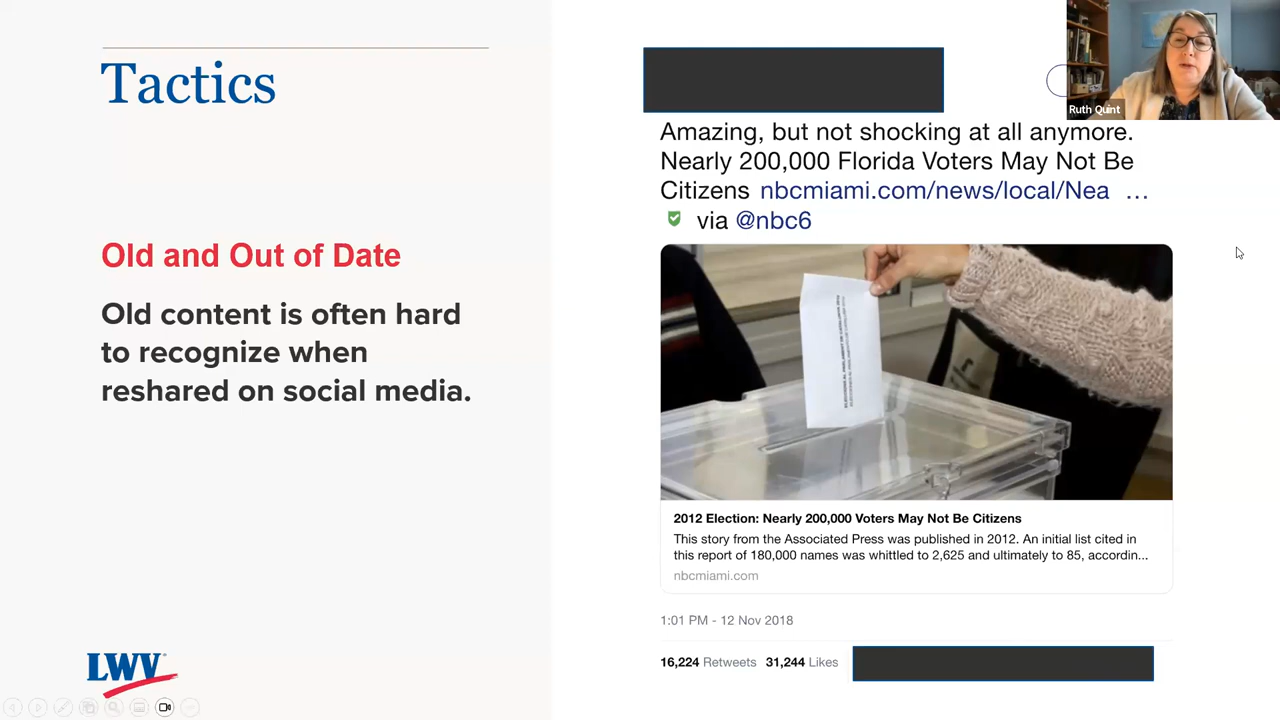 Tactics
Old and Out of Date
Old content is often hard
to recognize when
reshared on social media.
LWV
Ruth Quint
Amazing, but not shocking at all anymore.
Nearly 200,000 Florida Voters May Not Be
Citizens nbcmiami.com/news/local/Nea …
via @nbc6
2012 Election: Nearly 200,000 Voters May Not Be Citizens
This story from the Associated Press was published in 2012. An initial list cited in
this report of 180,000 names was whittled to 2,625 and ultimately to 85, accordin...
nbcmiami.com
1:01 PM - 12 Nov 2018
16,224 Retweets 31,244 Likes